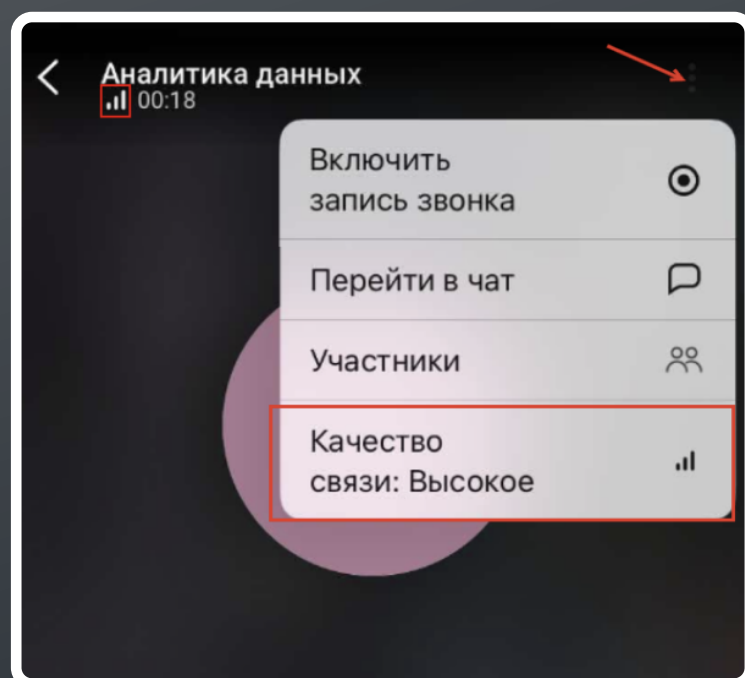 Аналитика данных
00:18
Включить
запись звонка
Перейти в чат
Участники
Качество
связи: Высокое